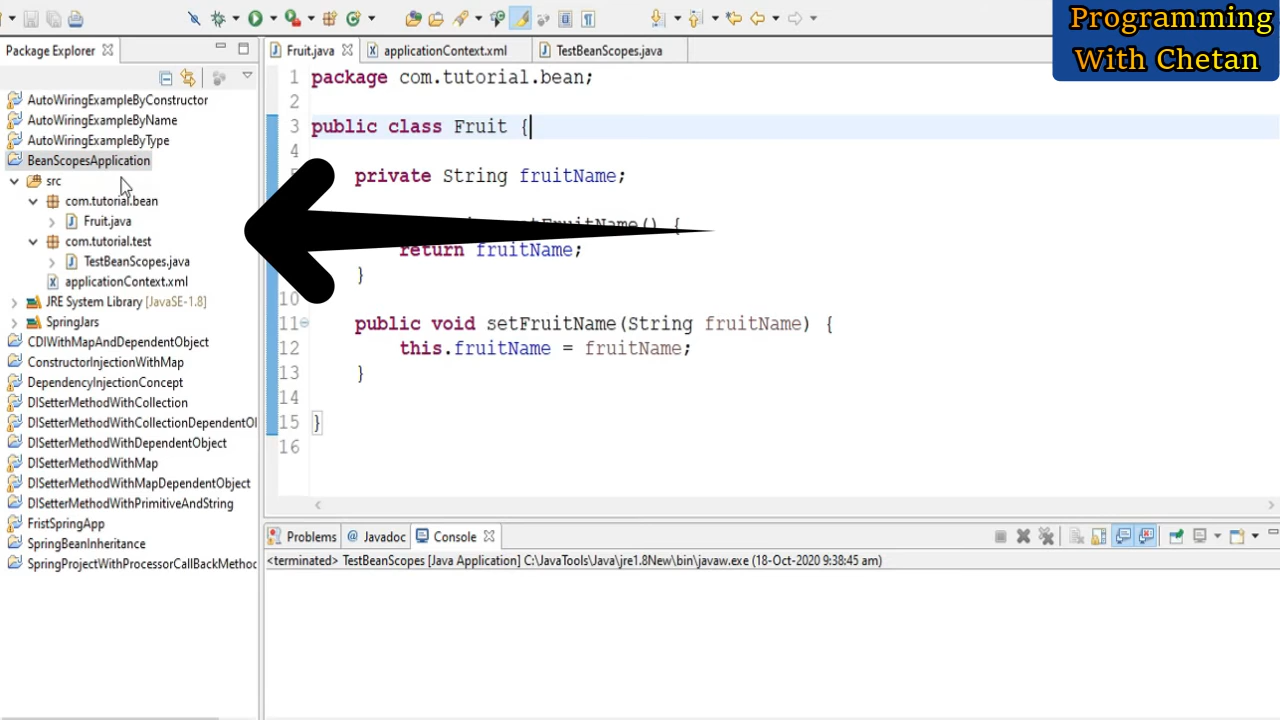 Programming
With Chetan
Package Explorer
Fruit.java
applicationContext.xml
TestBeanScopes.java
AutoWiringExampleByConstructor
AutoWiringExampleByName
AutoWiringExampleByType
BeanScopesApplication
src
com.tutorial.bean
Fruit.java
com.tutorial.test
TestBeanScopes.java
applicationContext.xml
JRE System Library [JavaSE-1.8]
SpringJars
CDIWithMapAndDependentObject
ConstructorInjectionWithMap
DependencyInjectionConcept
DISetterMethodWithCollection
DISetterMethodWithCollectionDependentOl
DISetterMethodWithDependentObject
DISetterMethodWithMap
DISetterMethodWithMapDependentObject
DISetterMethodWithPrimitiveAndString
FristSpringApp
SpringBeanInheritance
SpringProjectWithProcessorCallBackMethod
1 package com.tutorial.bean;
2
3 public class Fruit {
4
private String fruitName;
getFruitName() {
return fruitName;
}
10
11 public void setFruitName(String fruitName) {
12 this.fruitName = fruitName;
13 }
14
15 }
16
Problems @ Javadoc Console
<terminated> TestBeanScopes [Java Application] C:\JavaTools\Java\jre1.8New\bin\javaw.exe (18-Oct-2020 9:38:45 am)